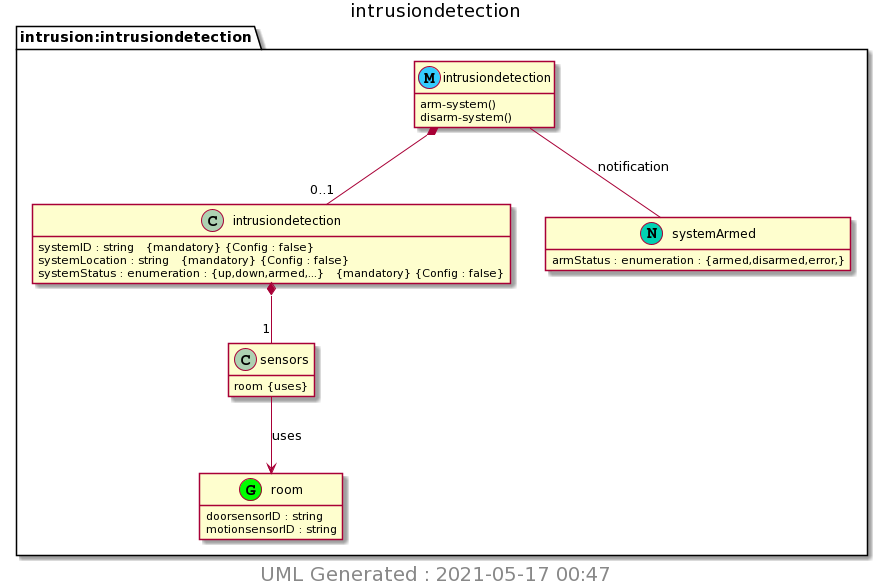 intrusiondetection
intrusion:intrusiondetection
M intrusiondetection
arm-system()
disarm-system()
notification
0..1
C intrusiondetection
systemID : string {mandatory} {Config : false}
systemLocation : string {mandatory} {Config : false}
systemStatus : enumeration : {up,down,armed,...} {mandatory} {Config : false}
N systemArmed
armStatus : enumeration : {armed,disarmed,error,}
1
C sensors
room {uses}
uses
G room
doorsensorID : string
motionsensorID : string
UML Generated : 2021-05-17 00:47